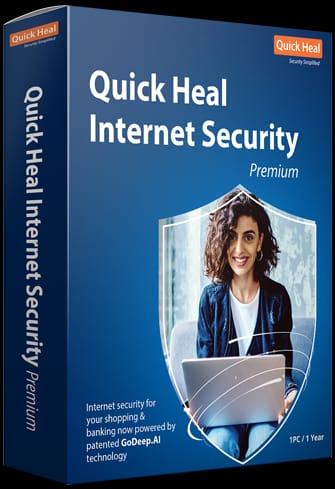 Quick Heal
Security Simplified
Quick Heal Internet Security Premium
Quick Heal
Security Simplified
Quick Heal
Internet Security
Premium
Internet security for
your shopping &
banking now powered by
patented GoDeep.AI
technology
1PC / 1 Year